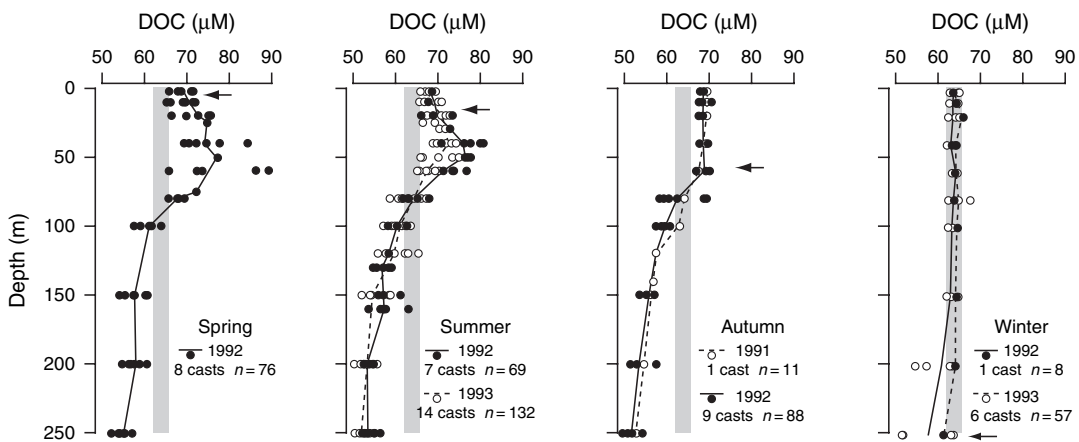 DOC (μM) DOC (μM) DOC (μM) DOC (μM)
50 60 70 80 90 50 60 70 80 90 50 60 70 80 90 50 60 70 80 90
0
50
100
150
200
250
Depth (m)
Spring
1992
8 casts n = 76
Summer
1992
7 casts n = 69
1993
14 casts n = 132
Autumn
1991
1 cast n = 11
1992
9 casts n = 88
Winter
1992
1 cast n = 8
1993
6 casts n = 57